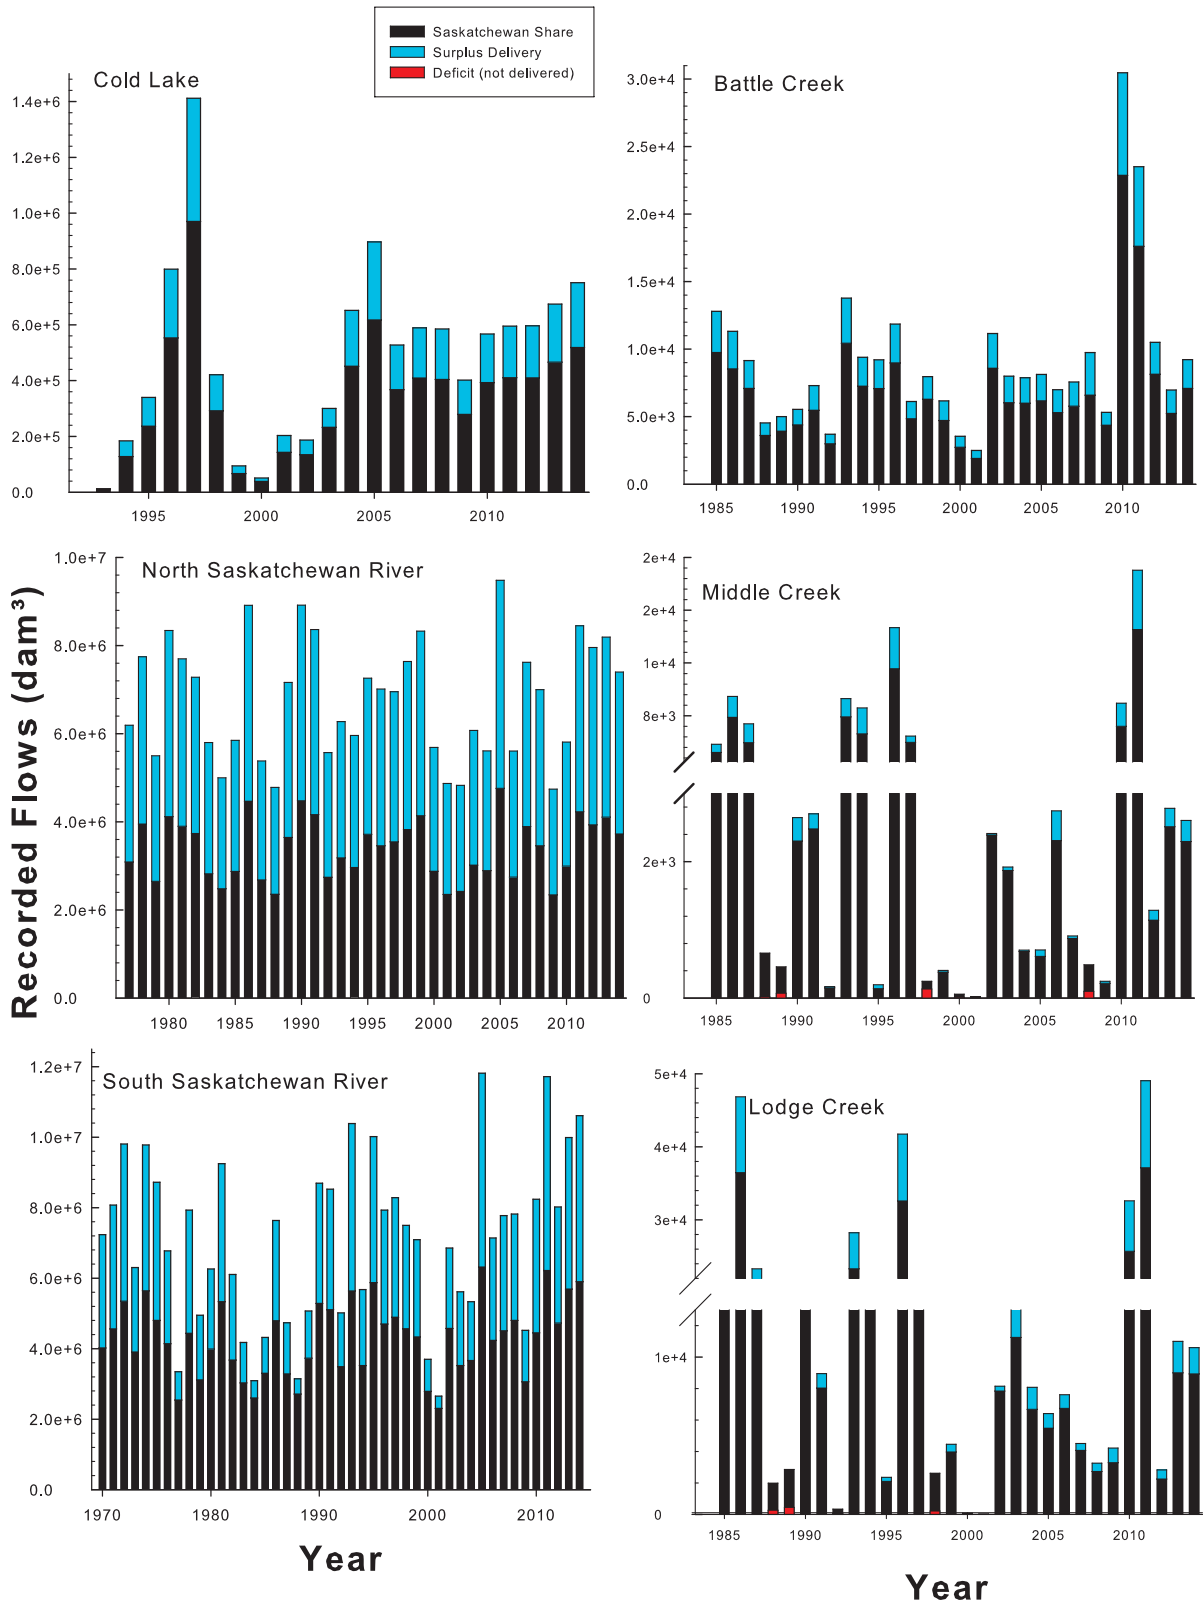 Saskatchewan Share
Surplus Delivery
Deficit (not delivered)
Recorded Flows (dam³)
Cold Lake
1.4e+6
1.2e+6
1.0e+6
8.0e+5
6.0e+5
4.0e+5
2.0e+5
0.0
1995 2000 2005 2010
Battle Creek
3.0e+4
3.0e+4
2.0e+4
1.5e+4
1.0e+4
5.0e+3
0.0
1985 1990 1995 2000 2005 2010
North Saskatchewan River
1.0e+7
8.0e+6
6.0e+6
4.0e+6
2.0e+6
0.0
1980 1985 1990 1995 2000 2005 2010
Middle Creek
2e+4
2e+4
1e+4
8e+3
2e+3
0
1985 1990 1995 2000 2005 2010
South Saskatchewan River
1.2e+7
1.0e+7
8.0e+6
6.0e+6
4.0e+6
2.0e+6
0.0
1970 1980 1990 2000 2010
Year
Lodge Creek
5e+4
4e+4
3e+4
1e+4
0
1985 1990 1995 2000 2005 2010
Year